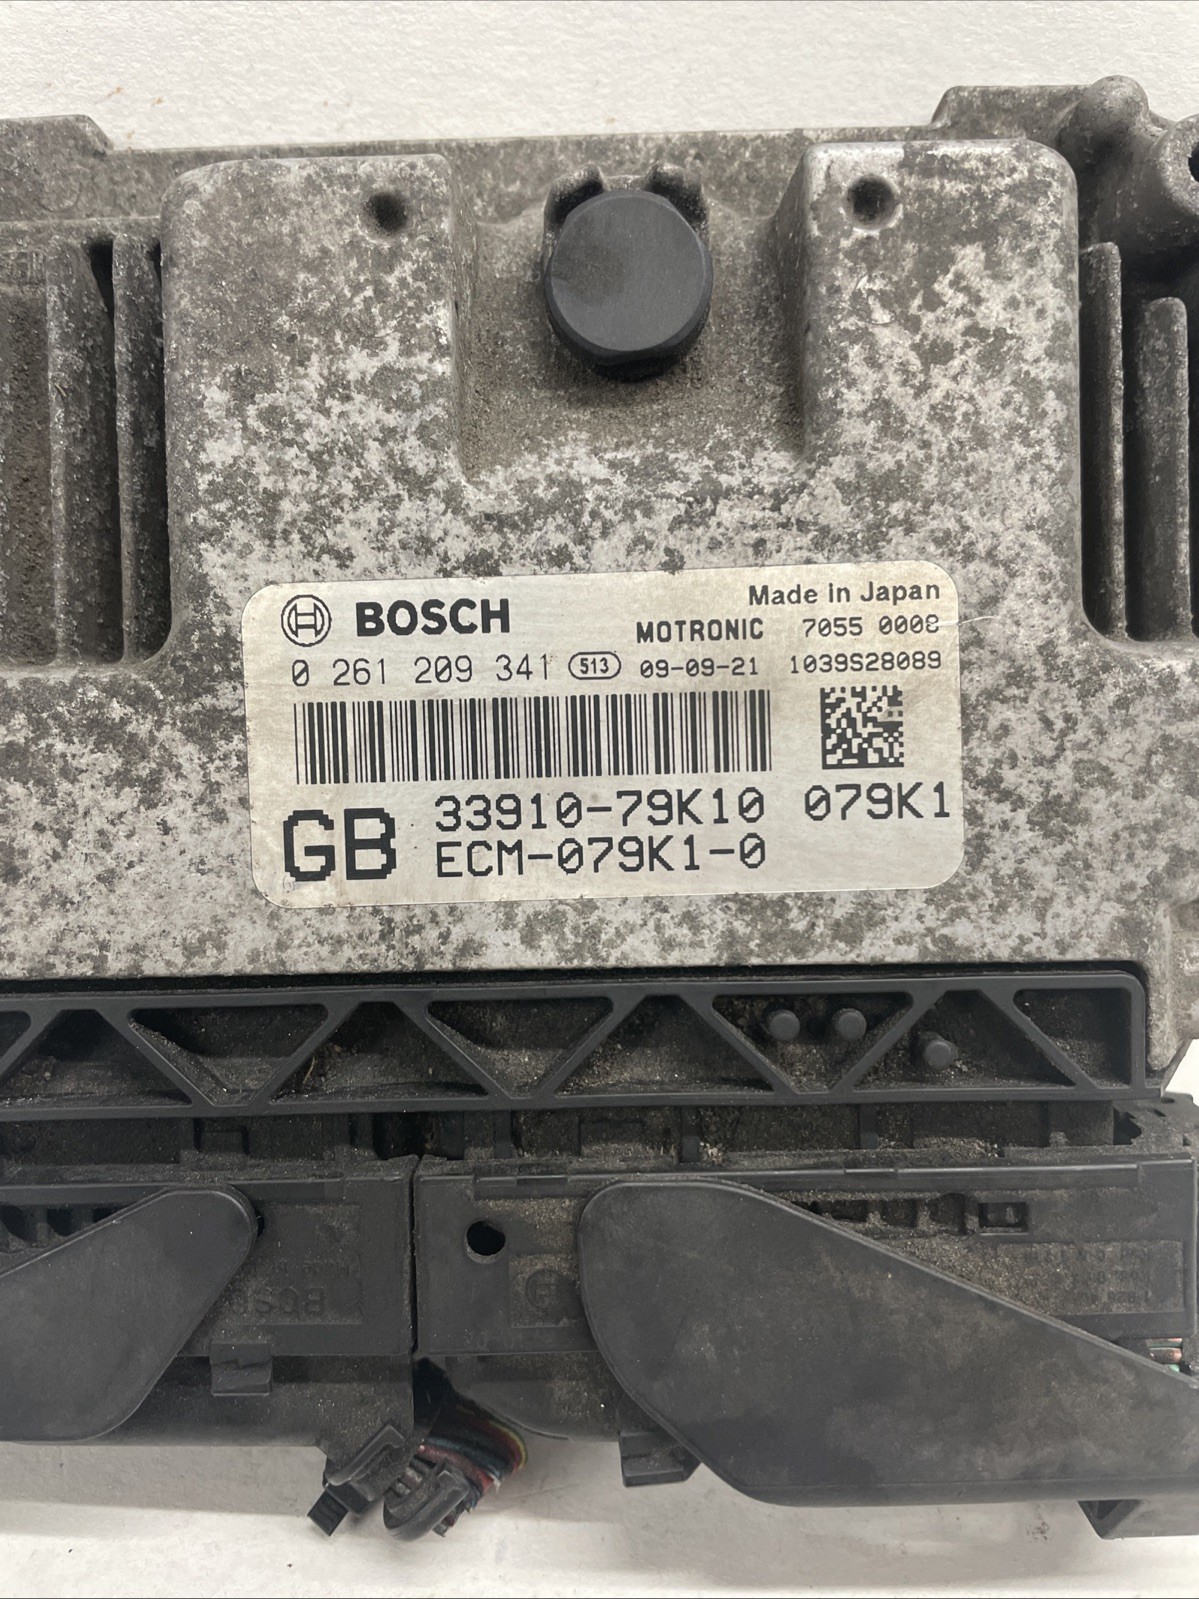 BOSCH
Made in Japan
MOTRONIC 7055 0008
0 261 209 341 513 09-09-21 1039S28089
GB 33910-79K10 079K1
ECM-079K1-0
BOSCH